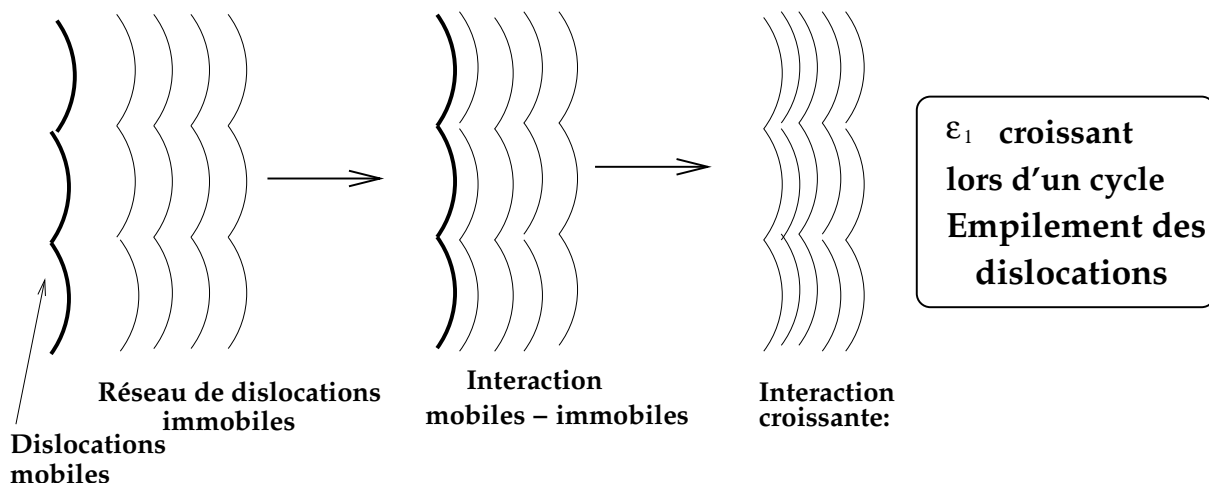 ε₁ croissant
lors d'un cycle
Empilement des
dislocations
Réseau de dislocations
immobiles
Interaction
mobiles – immobiles
Interaction
croissante:
Dislocations
mobiles